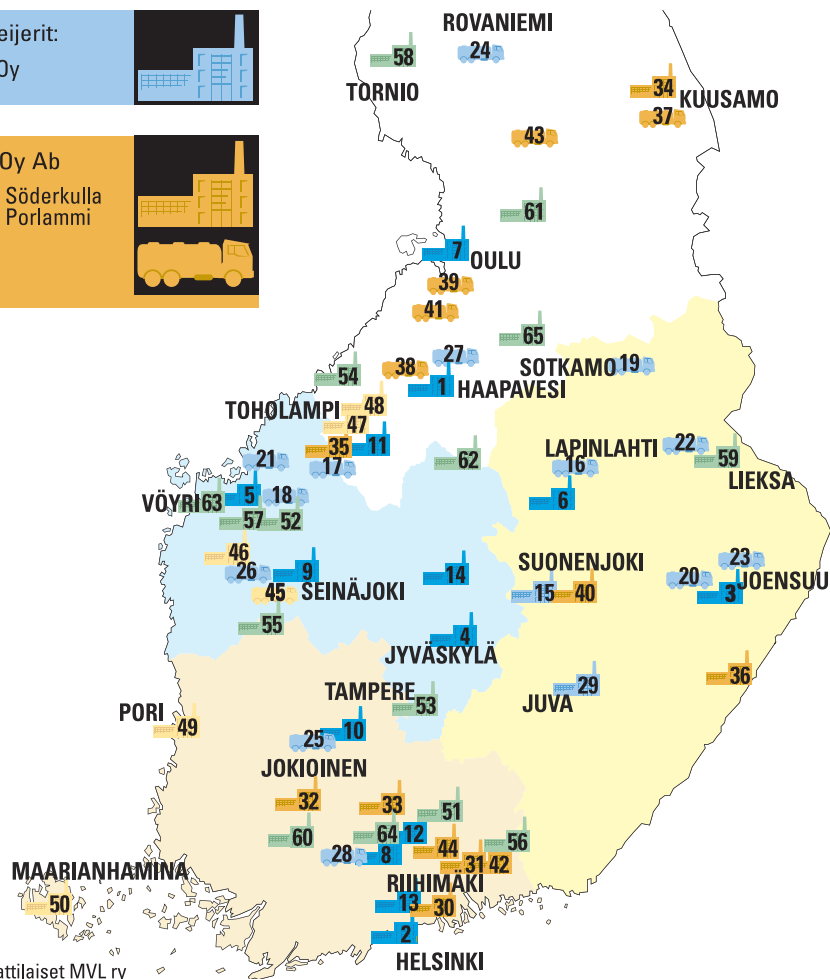 eijerit:
Oy
Oy Ab
Söderkulla
Porlammi
ROVANIEMI
58
24
TORNIO
34
KUUSAMO
37
43
61
7
OULU
39
41
65
27
SOTKAMO
19
54
38
1
HAAPAVESI
TOHOLAMPI
48
47
35
11
21
17
62
LAPINLAHTI
16
22
59
LIEKSA
VÖYRI
63
5
18
6
57
52
46
26
9
SEINÄJOKI
45
14
SUONENJOKI
15
40
23
20
JOENSUU
3
55
4
JYVÄSKYLÄ
TAMPERE
53
JUVA
29
36
PORI
49
25
10
JOKIOINEN
32
33
51
60
64
12
56
28
8
44
31
42
MAARIANHAMINA
50
RIIHIMÄKI
13
30
2
HELSINKI
attilaiset MVL ry